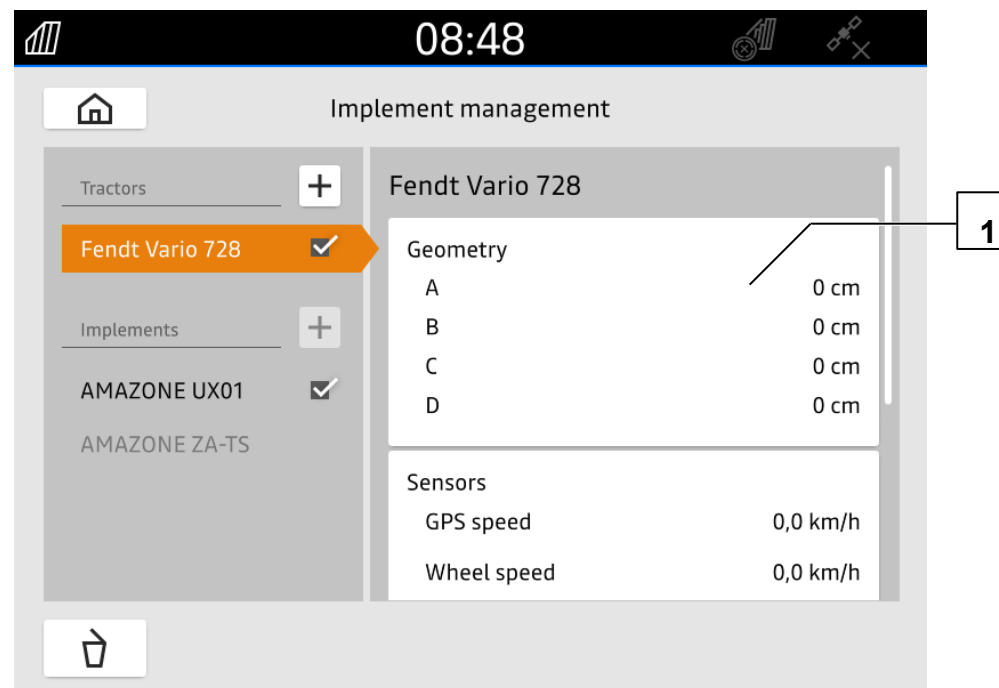 08:48
Implement management
Tractors
Fendt Vario 728
Implements
AMAZONE UX01
AMAZONE ZA-TS
Fendt Vario 728
Geometry
A 0 cm
B 0 cm
C 0 cm
D 0 cm
Sensors
GPS speed 0,0 km/h
Wheel speed 0,0 km/h
1